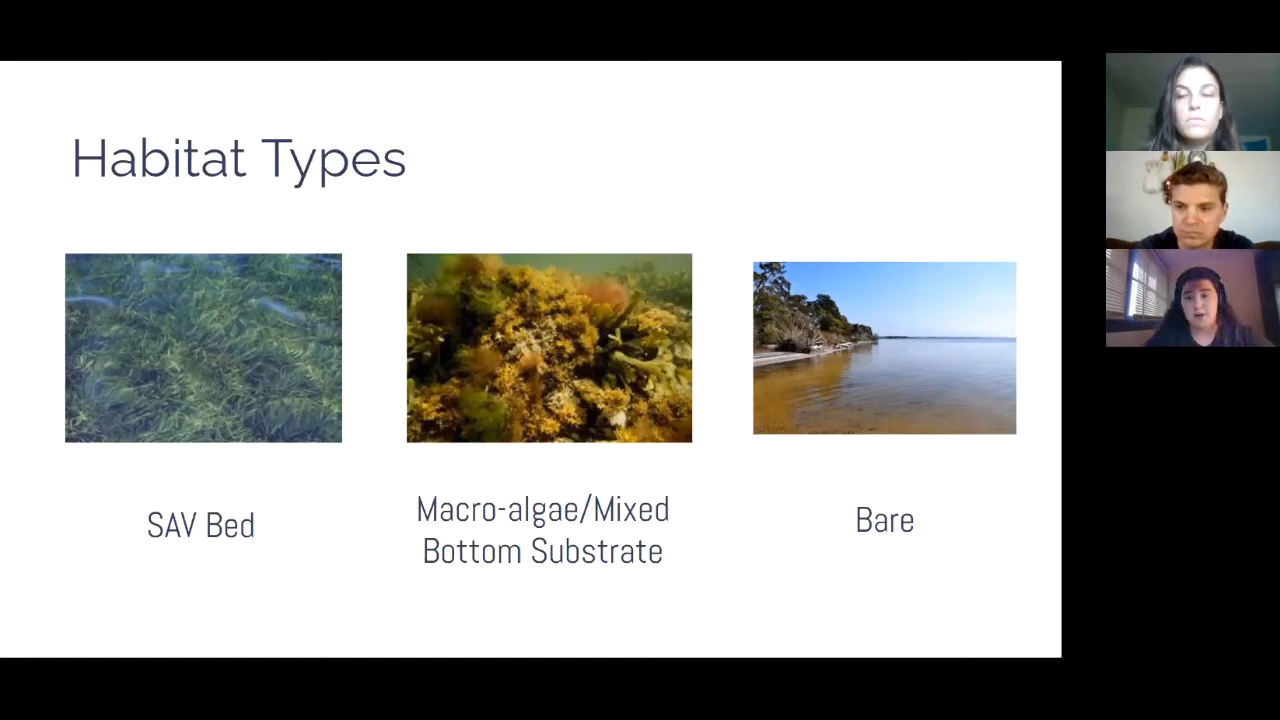 Habitat Types
SAV Bed
Macro-algae/Mixed
Bottom Substrate
Bare